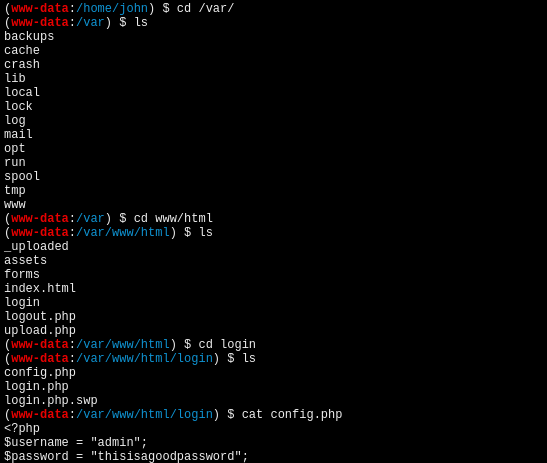 (www-data:/home/john) $ cd /var/
(www-data:/var) $ ls
backups
cache
crash
lib
local
lock
log
mail
opt
run
spool
tmp
www
(www-data:/var) $ cd www/html
(www-data:/var/www/html) $ ls
_uploaded
assets
forms
index.html
login
logout.php
upload.php
(www-data:/var/www/html) $ cd login
(www-data:/var/www/html/login) $ ls
config.php
login.php
login.php.swp
(www-data:/var/www/html/login) $ cat config.php
<?php
$username = "admin";
$password = "thisisagoodpassword";